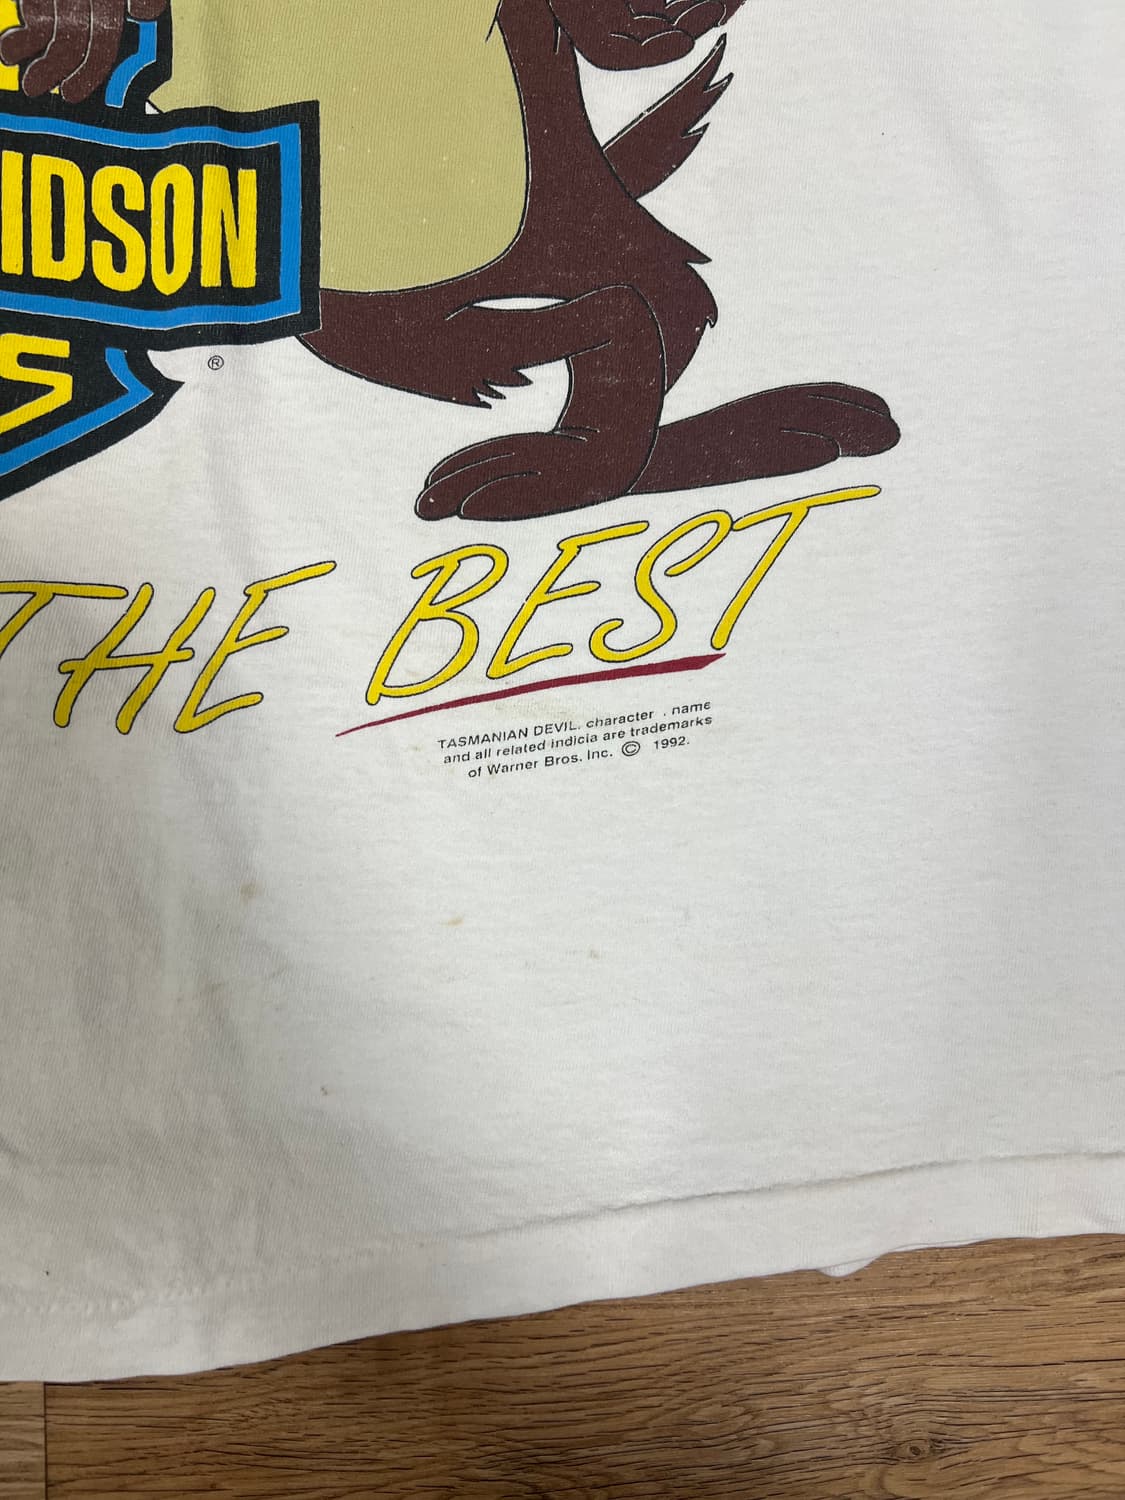 IDSON
S
®
THE BEST
TASMANIAN DEVIL. character . name
and all related indicia are trademarks
of Warner Bros. Inc. © 1992.